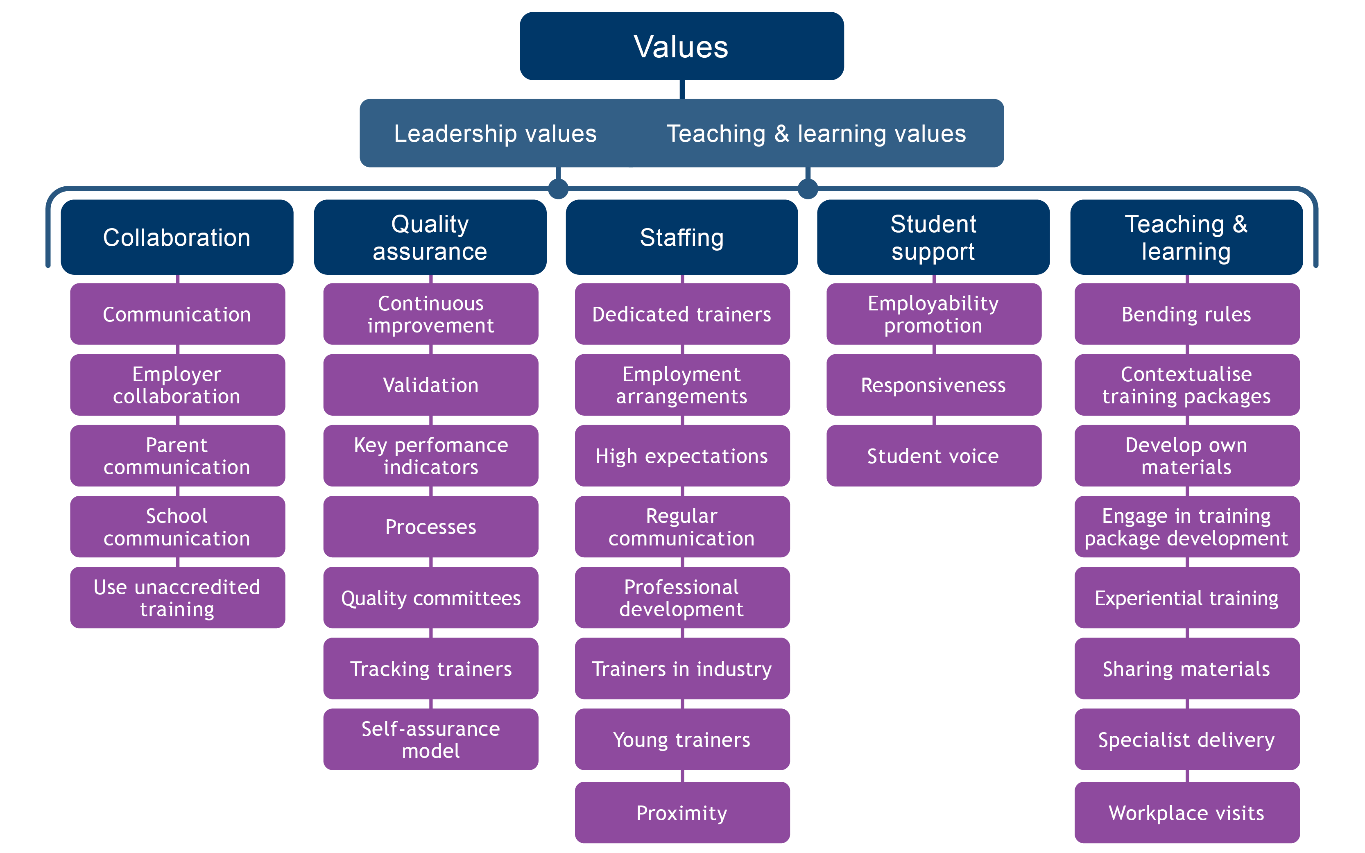 Values
Leadership values
Teaching & learning values
Collaboration
Quality
assurance
Staffing
Student
support
Teaching &
learning
Communication
Employer
collaboration
Parent
communication
School
communication
Use unaccredited
training
Continuous
improvement
Validation
Key perfomance
indicators
Processes
Quality committees
Tracking trainers
Self-assurance
model
Dedicated trainers
Employment
arrangements
High expectations
Regular
communication
Professional
development
Trainers in industry
Young trainers
Proximity
Employability
promotion
Responsiveness
Student voice
Bending rules
Contextualise
training packages
Develop own
materials
Engage in training
package development
Experiential training
Sharing materials
Specialist delivery
Workplace visits